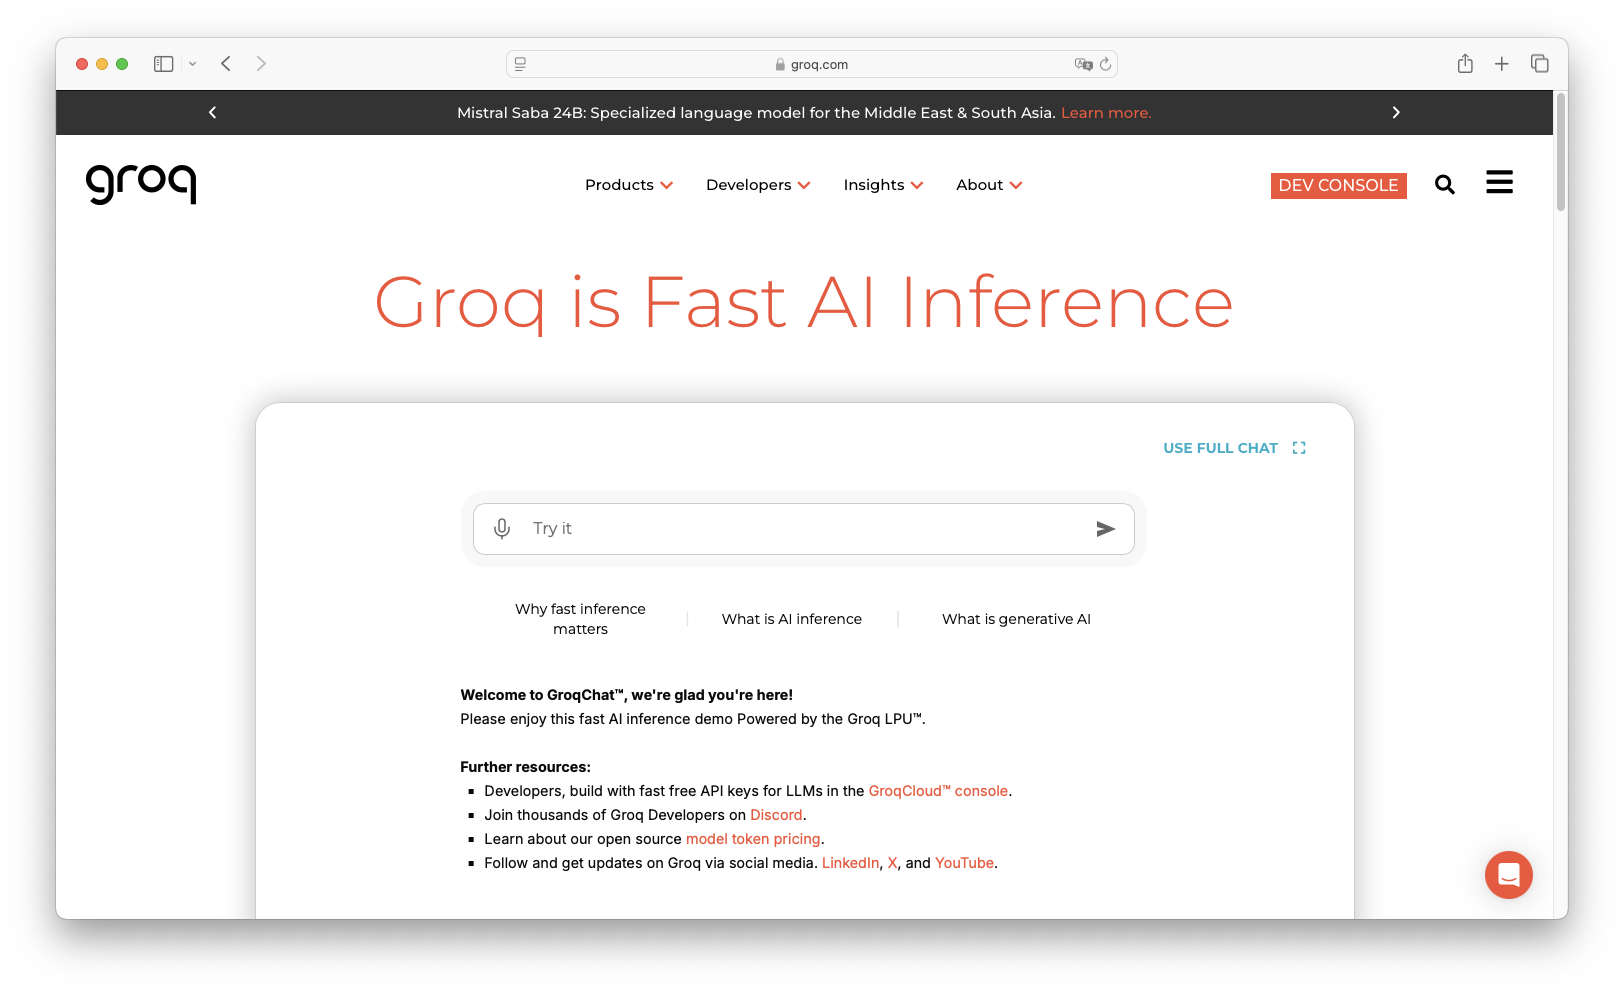 groq.com
Mistral Saba 24B: Specialized language model for the Middle East & South Asia. Learn more.
groq
Products
Developers
Insights
About
DEV CONSOLE
Groq is Fast AI Inference
USE FULL CHAT
Try it
Why fast inference
matters
What is AI inference
What is generative AI
Welcome to GroqChat™, we're glad you're here!
Please enjoy this fast AI inference demo Powered by the Groq LPU™.
Further resources:
Developers, build with fast free API keys for LLMs in the GroqCloud™ console.
Join thousands of Groq Developers on Discord.
Learn about our open source model token pricing.
Follow and get updates on Groq via social media. LinkedIn, X, and YouTube.